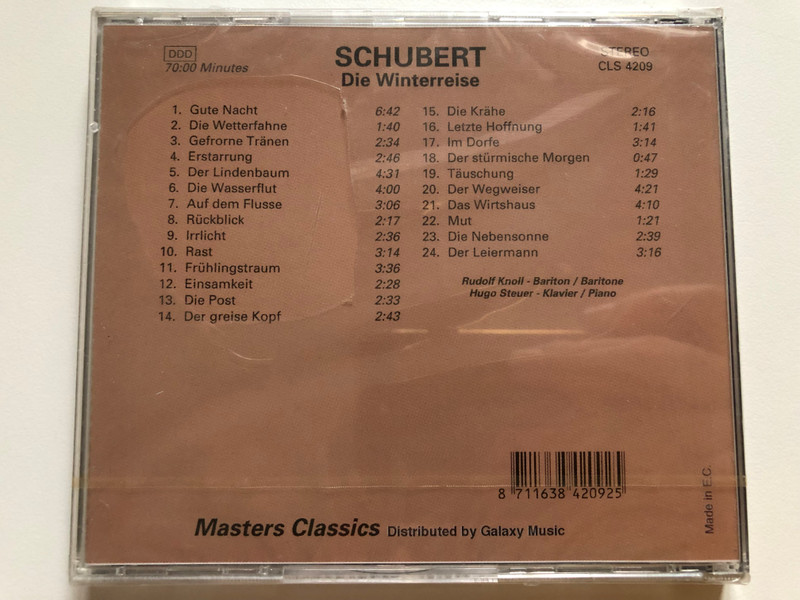 DDD
70:00 Minutes
SCHUBERT
Die Winterreise
STEREO
CLS 4209
1. Gute Nacht 6:42
2. Die Wetterfahne 1:40
3. Gefrorne Tränen 2:34
4. Erstarrung 2:46
5. Der Lindenbaum 4:31
6. Die Wasserflut 4:00
7. Auf dem Flusse 3:06
8. Rückblick 2:17
9. Irrlicht 2:36
10. Rast 3:14
11. Frühlingstraum 3:36
12. Einsamkeit 2:28
13. Die Post 2:33
14. Der greise Kopf 2:43
15. Die Krähe 2:16
16. Letzte Hoffnung 1:41
17. Im Dorfe 3:14
18. Der stürmische Morgen 0:47
19. Täuschung 1:29
20. Der Wegweiser 4:21
21. Das Wirtshaus 4:10
22. Mut 1:21
23. Die Nebensonne 2:39
24. Der Leiermann 3:16
Rudolf Knoll - Bariton / Baritone
Hugo Steuer - Klavier / Piano
8 711638 420925
Made in E.C.
Masters Classics Distributed by Galaxy Music